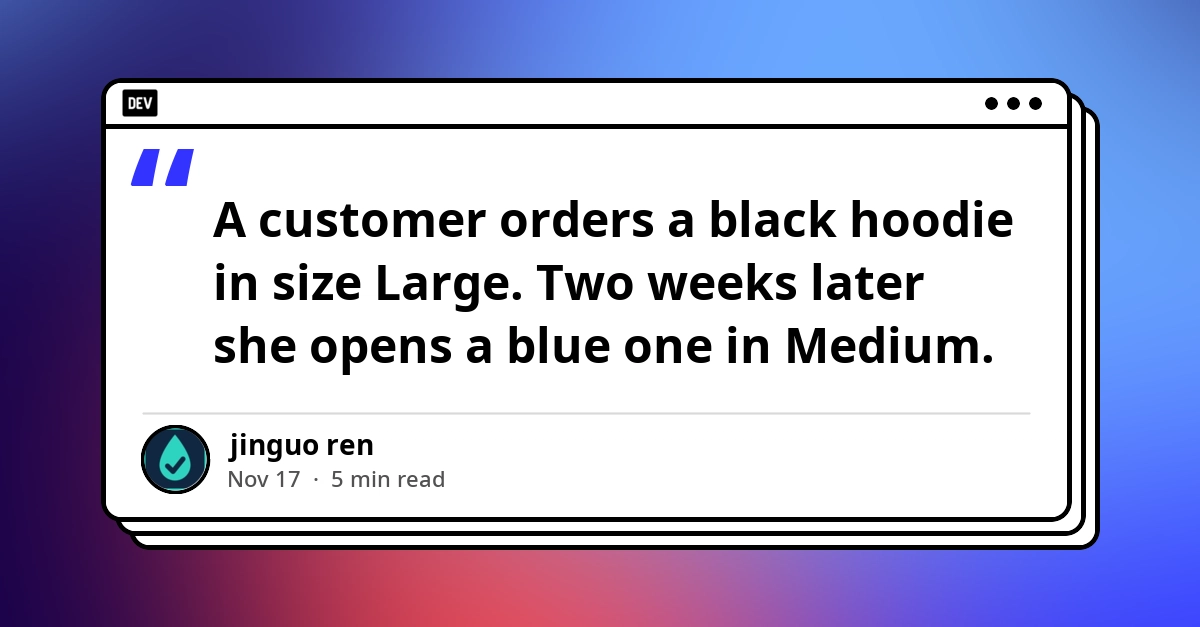 DEV
“
A customer orders a black hoodie
in size Large. Two weeks later
she opens a blue one in Medium.
jinguo ren
Nov 17 · 5 min read